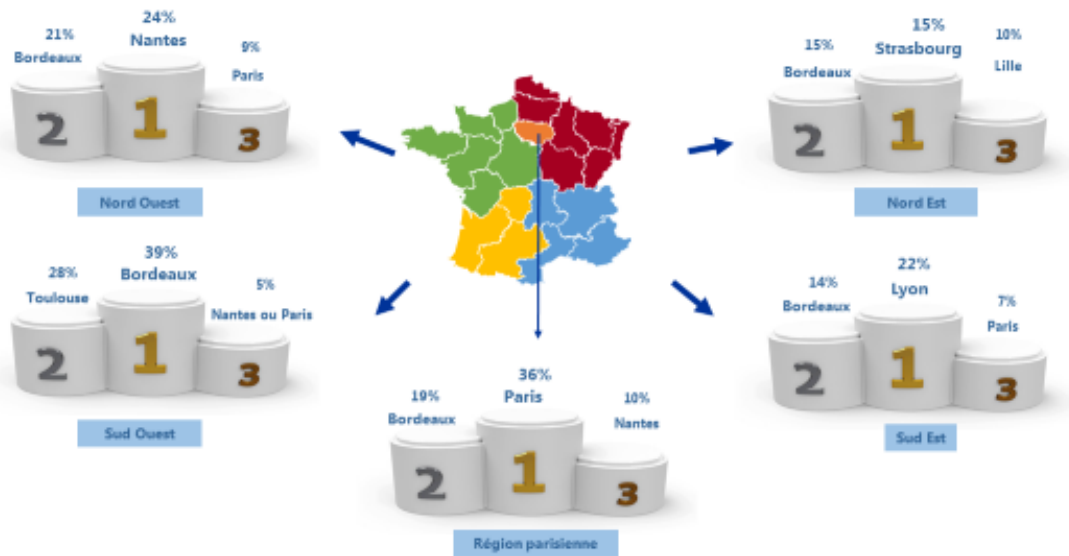 24%
Nantes
21%
Bordeaux
9%
Paris
2
1
3
Nord Ouest
15%
Strasbourg
15%
Bordeaux
10%
Lille
2
1
3
Nord Est
39%
Bordeaux
28%
Toulouse
5%
Nantes ou Paris
2
1
3
Sud Ouest
22%
Lyon
14%
Bordeaux
7%
Paris
2
1
3
Sud Est
36%
Paris
19%
Bordeaux
10%
Nantes
2
1
3
Région parisienne